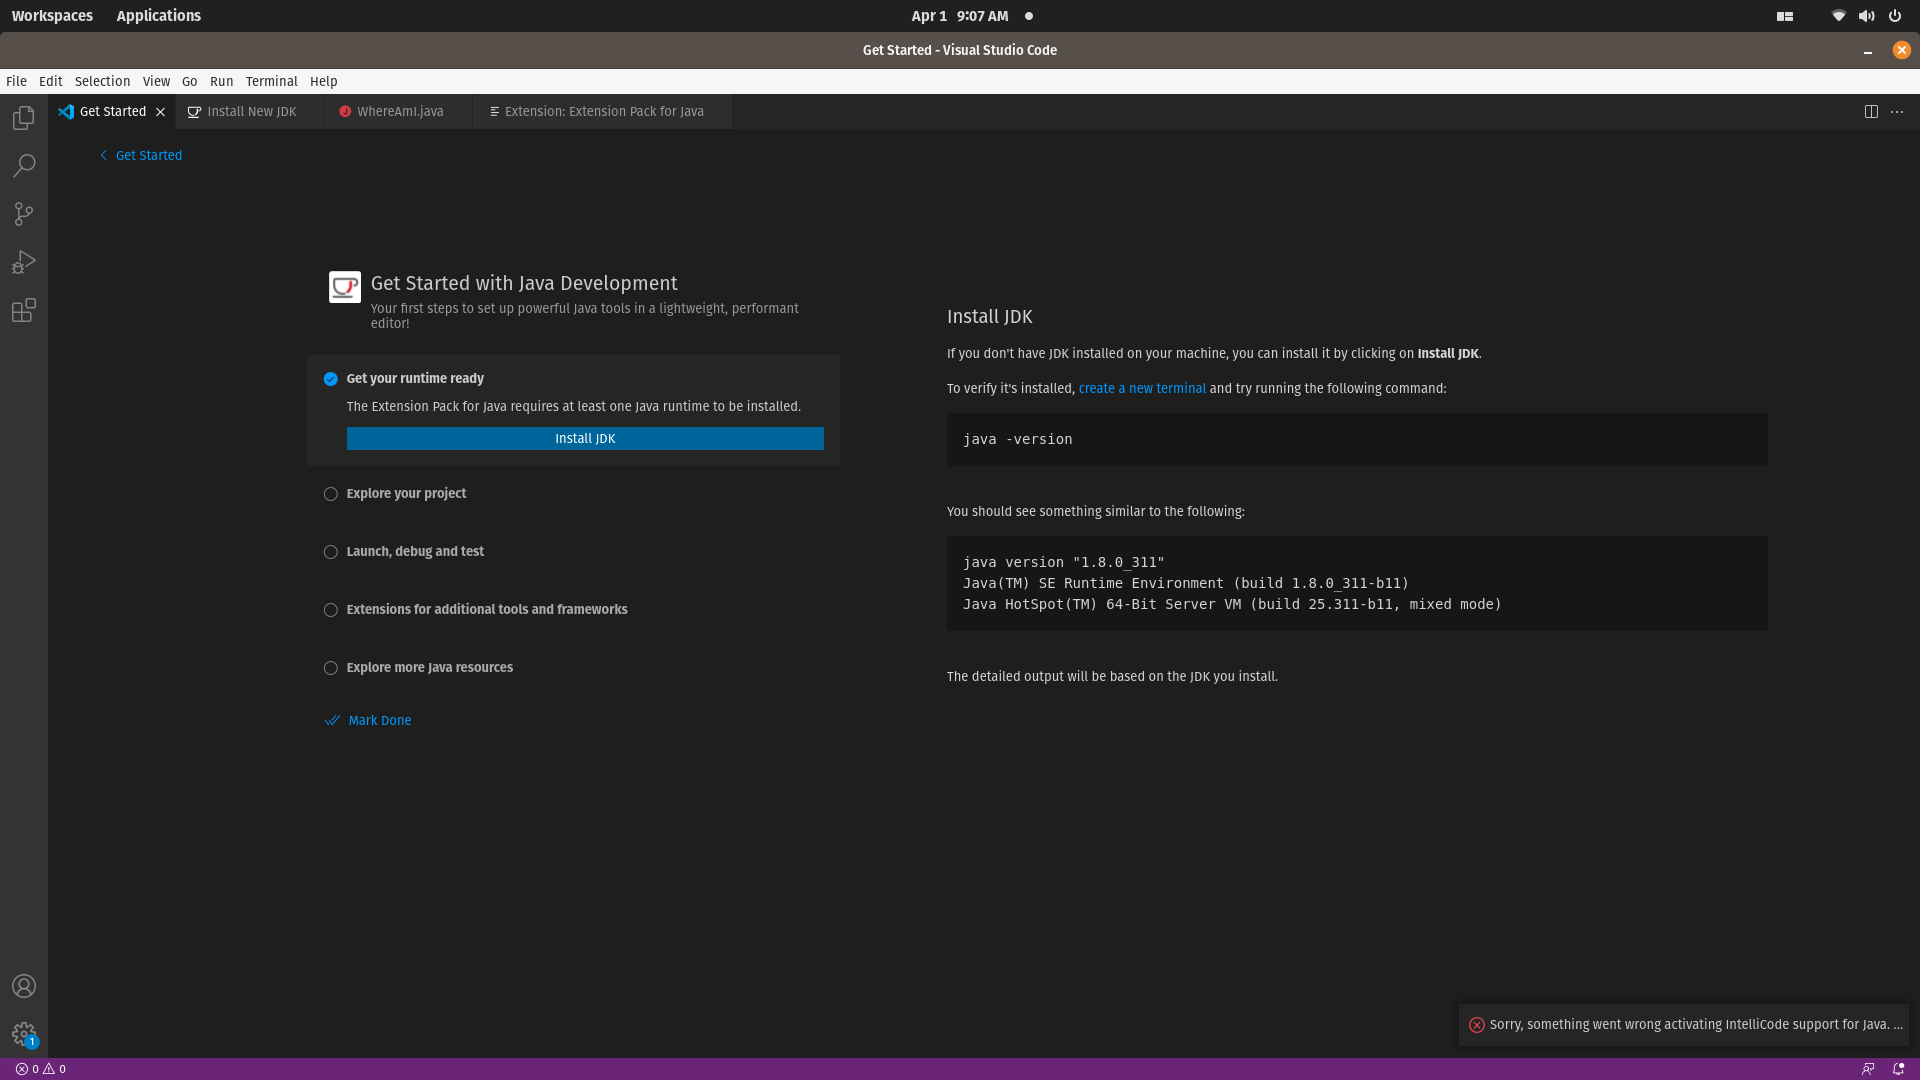 Workspaces Applications Apr 1 9:07 AM
Get Started - Visual Studio Code
File Edit Selection View Go Run Terminal Help
Get Started Install New JDK WhereAmI.java Extension: Extension Pack for Java
Get Started
Get Started with Java Development
Your first steps to set up powerful Java tools in a lightweight, performant
editor!
Get your runtime ready
The Extension Pack for Java requires at least one Java runtime to be installed.
Install JDK
Explore your project
Launch, debug and test
Extensions for additional tools and frameworks
Explore more Java resources
Mark Done
Install JDK
If you don't have JDK installed on your machine, you can install it by clicking on Install JDK.
To verify it's installed, create a new terminal and try running the following command:
java -version
You should see something similar to the following:
java version "1.8.0_311"
Java(TM) SE Runtime Environment (build 1.8.0_311-b11)
Java HotSpot(TM) 64-Bit Server VM (build 25.311-b11, mixed mode)
The detailed output will be based on the JDK you install.
Sorry, something went wrong activating IntelliCode support for Java. ...
1
0 0